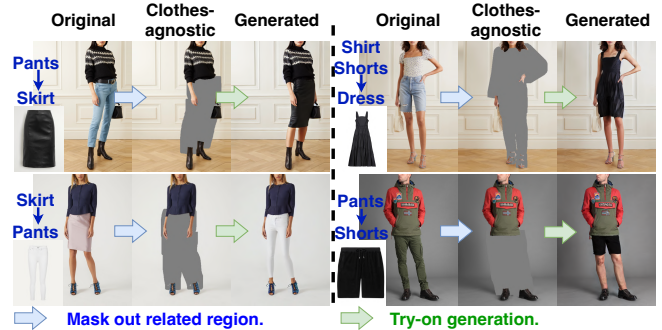 Original Clothes-agnostic Generated
Original Clothes-agnostic Generated
Pants
Skirt
Shirt
Shorts
Dress
Skirt
Pants
Pants
Shorts
Mask out related region.
Try-on generation.